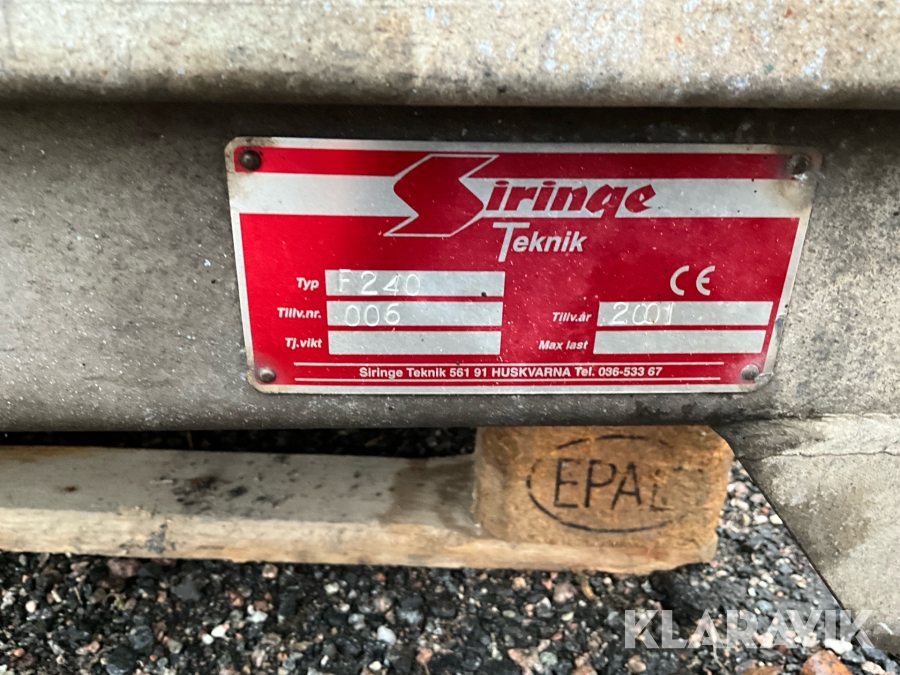 Siringe
Teknik
CE
Typ F240
Tillv.nr. 006 Tillv.år 2001
Tj.vikt Max last
Siringe Teknik 561 91 HUSKVARNA Tel. 036-533 67
EPAL
KLARAVIK